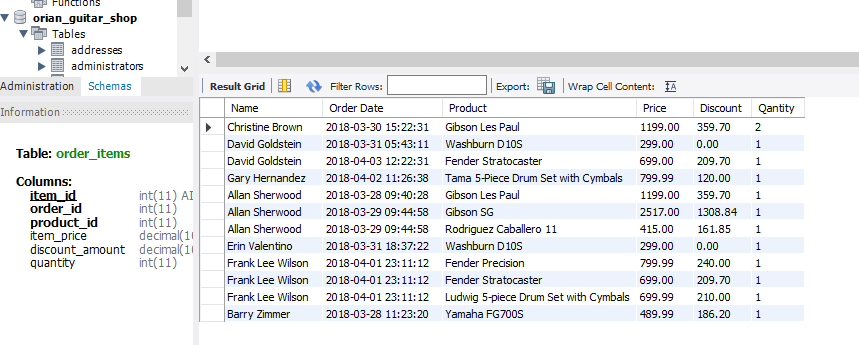 Functions
orian_guitar_shop
Tables
addresses
administrators
Administration Schemas
Information
Table: order_items
Columns:
item_id int(11) AI
order_id int(11)
product_id int(11)
item_price decimal(10
discount_amount decimal(10
quantity int(11)
Result Grid Filter Rows: Export: Wrap Cell Content: IA
Name Order Date Product Price Discount Qantity
Christine Brown 2018-03-30 15:22:31 Gibson Les Paul 1199.00 359.70 2
David Goldstein 2018-03-31 05:43:11 Washburn D10S 299.00 0.00 1
David Goldstein 2018-04-03 12:22:31 Fender Stratocaster 699.00 209.70 1
Gary Hernandez 2018-04-02 11:26:38 Tama 5-Piece Drum Set with Cymbals 799.99 120.00 1
Allan Sherwood 2018-03-28 09:40:28 Gibson Les Paul 1199.00 359.70 1
Allan Sherwood 2018-03-29 09:44:58 Gibson SG 2517.00 1308.84 1
Allan Sherwood 2018-03-29 09:44:58 Rodriguez Caballero 11 415.00 161.85 1
Erin Valentino 2018-03-31 18:37:22 Washburn D10S 299.00 0.00 1
Frank Lee Wilson 2018-04-01 23:11:12 Fender Precision 799.99 240.00 1
Frank Lee Wilson 2018-04-01 23:11:12 Fender Stratocaster 699.00 209.70 1
Frank Lee Wilson 2018-04-01 23:11:12 Ludwig 5-piece Drum Set with Cymbals 699.99 210.00 1
Barry Zimmer 2018-03-28 11:23:20 Yamaha FG700S 489.99 186.20 1